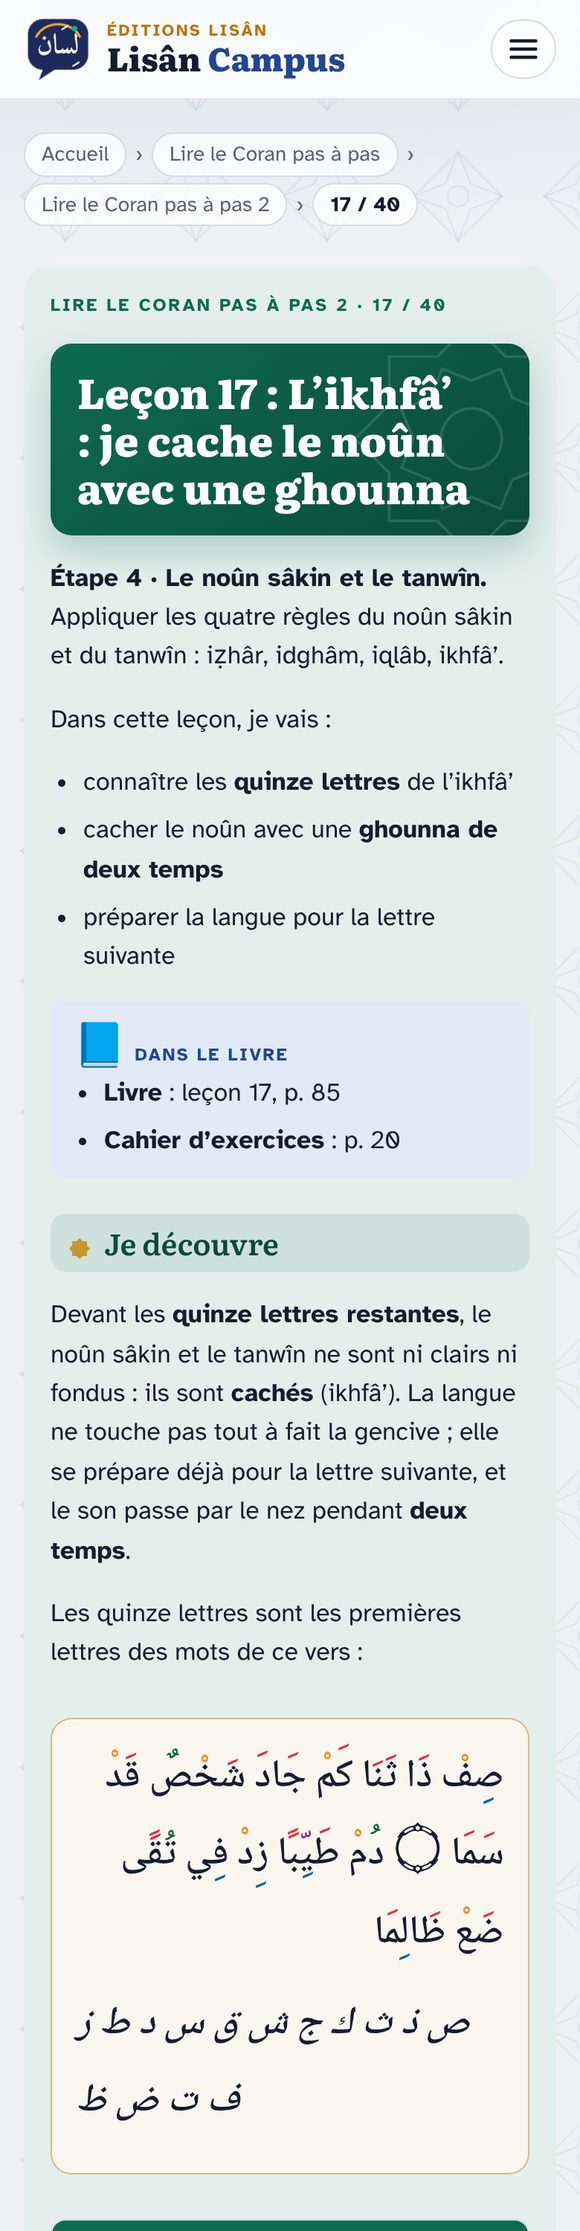 لِسَان
ÉDITIONS LISÂN
Lisân Campus
Accueil › Lire le Coran pas à pas ›
Lire le Coran pas à pas 2 › 17 / 40
LIRE LE CORAN PAS À PAS 2 · 17 / 40
Leçon 17 : L’ikhfâ’
: je cache le noûn
avec une ghounna
Étape 4 · Le noûn sâkin et le tanwîn.
Appliquer les quatre règles du noûn sâkin
et du tanwîn : iẓhâr, idghâm, iqlâb, ikhfâ’.
Dans cette leçon, je vais :
• connaître les quinze lettres de l’ikhfâ’
• cacher le noûn avec une ghounna de
deux temps
• préparer la langue pour la lettre
suivante
DANS LE LIVRE
• Livre : leçon 17, p. 85
• Cahier d’exercices : p. 20
Je découvre
Devant les quinze lettres restantes, le
noûn sâkin et le tanwîn ne sont ni clairs ni
fondus : ils sont cachés (ikhfâ’). La langue
ne touche pas tout à fait la gencive ; elle
se prépare déjà pour la lettre suivante, et
le son passe par le nez pendant deux
temps.
Les quinze lettres sont les premières
lettres des mots de ce vers :
صِفْ ذَا ثَنَا كَمْ جَادَ شَخْصٌ قَدْ
سَمَا ۝ دُمْ طَيِّبًا زِدْ فِي تُقًى
ضَعْ ظَالِمَا
ص ذ ث ك ج ش ق س د ط ز
ف ت ض ظ